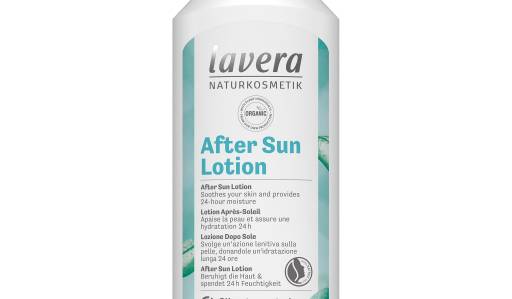 lavera
NATURKOSMETIK
ORGANIC
After Sun
Lotion
After Sun Lotion
Soothes your skin and provides
24-hour moisture
Lotion Après-Soleil
Apaise la peau et assure une
hydratation 24 h
Lozione Dopo Sole
Svolge un'azione lenitiva sulla
pelle, donandole un'idratazione
lunga 24 ore
After Sun Lotion
Beruhigt die Haut &
spendet 24 h Feuchtigkeit